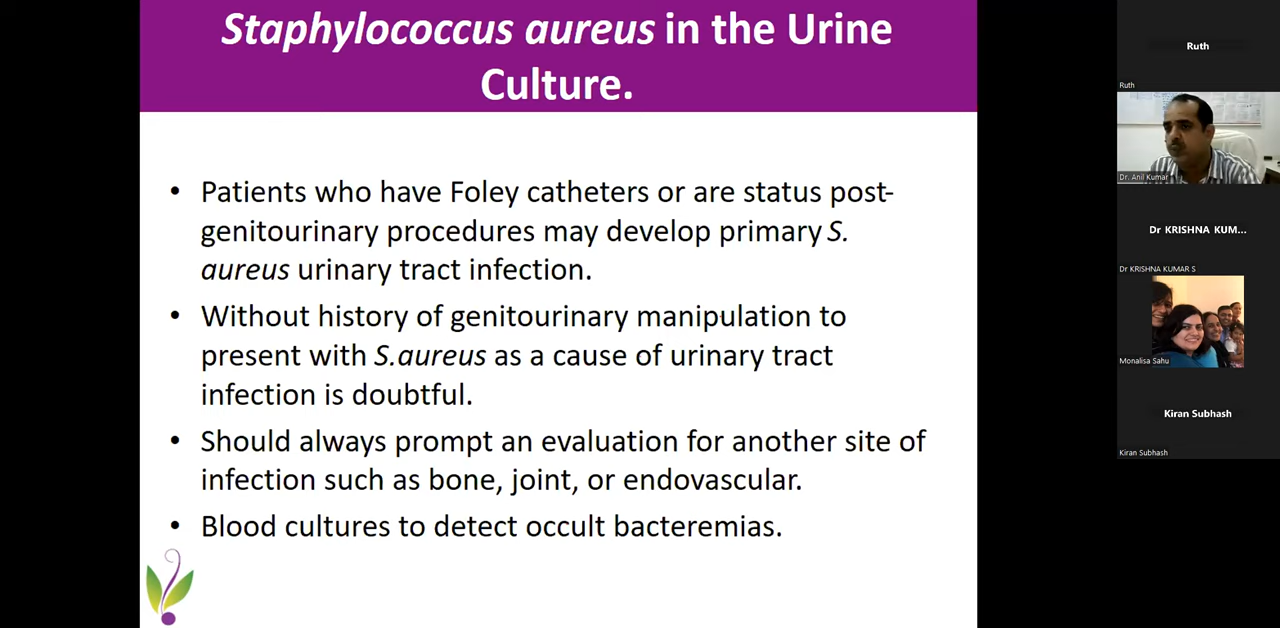 Staphylococcus aureus in the Urine
Culture.
• Patients who have Foley catheters or are status post-
genitourinary procedures may develop primary S.
aureus urinary tract infection.
• Without history of genitourinary manipulation to
present with S.aureus as a cause of urinary tract
infection is doubtful.
• Should always prompt an evaluation for another site of
infection such as bone, joint, or endovascular.
• Blood cultures to detect occult bacteremias.
Ruth
Ruth
Dr. Anil Kumar
Dr KRISHNA KUM...
Dr KRISHNA KUMAR S
Monalisa Sahu
Kiran Subhash
Kiran Subhash